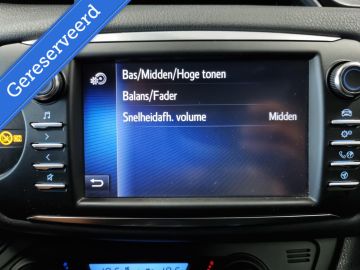 Gereserveerd
Bas/Midden/Hoge tonen
Balans/Fader
Snelheidafh. volume Midden